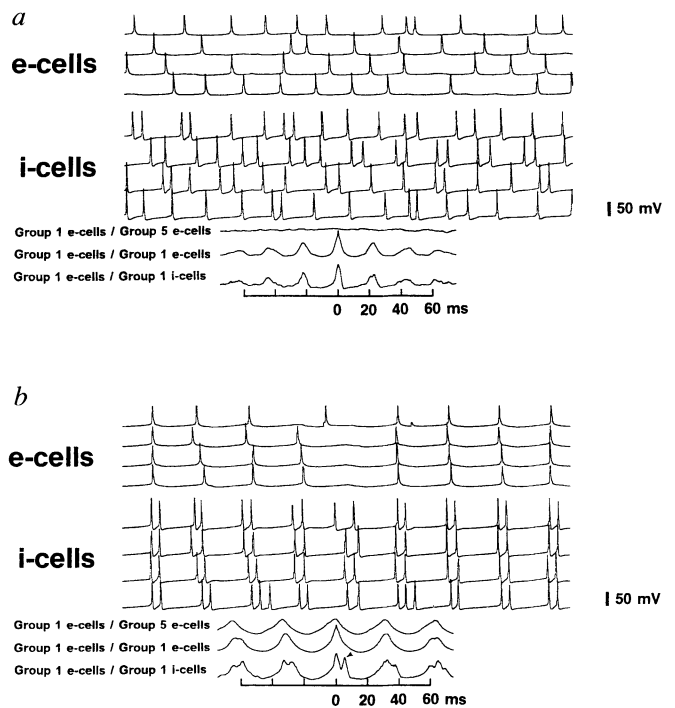 a
e-cells
i-cells
50 mV
Group 1 e-cells / Group 5 e-cells
Group 1 e-cells / Group 1 e-cells
Group 1 e-cells / Group 1 i-cells
0 20 40 60 ms
b
e-cells
i-cells
50 mV
Group 1 e-cells / Group 5 e-cells
Group 1 e-cells / Group 1 e-cells
Group 1 e-cells / Group 1 i-cells
0 20 40 60 ms